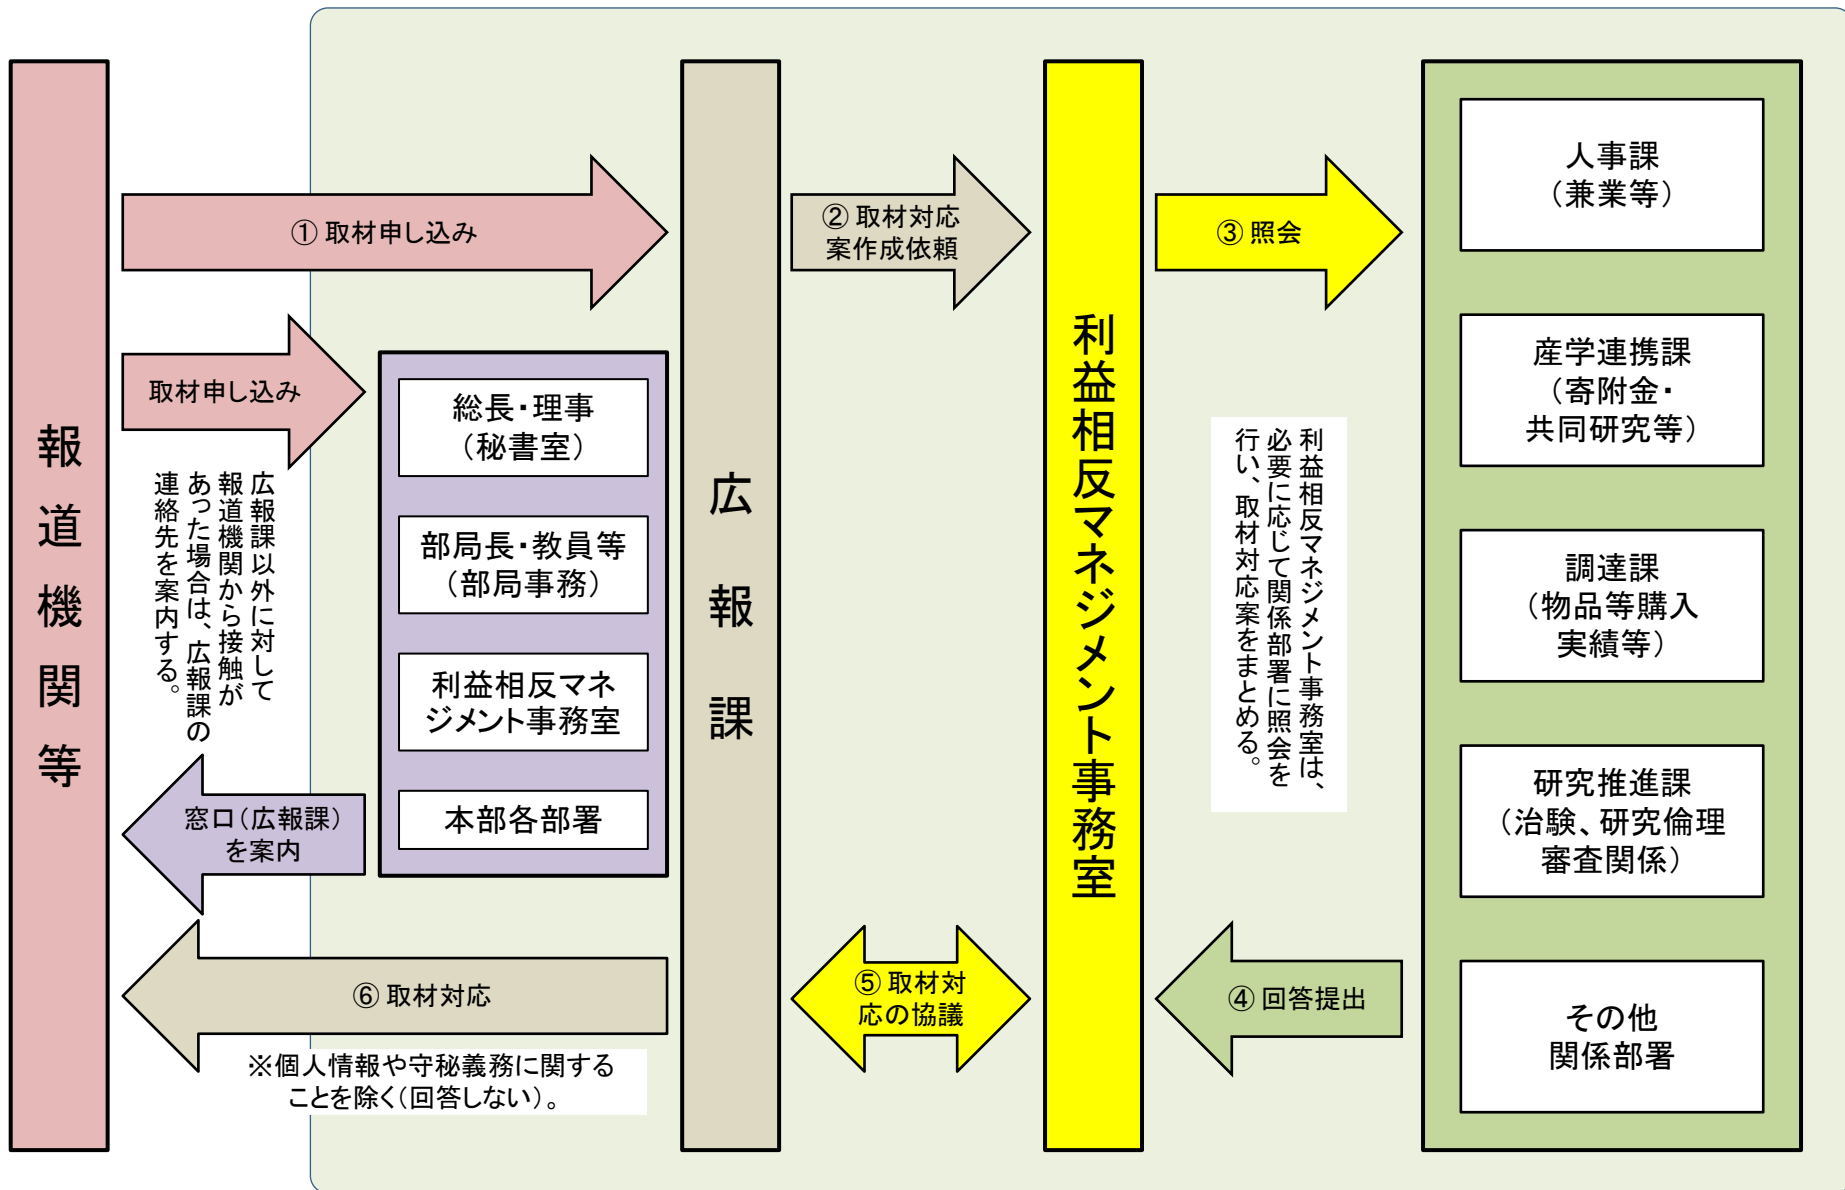 報道機関等
① 取材申し込み
取材申し込み
広報課以外に対して
報道機関から接触が
あった場合は、広報課の
連絡先を案内する。
窓口(広報課)
を案内
⑥ 取材対応
※個人情報や守秘義務に関する
ことを除く(回答しない)。
総長・理事
(秘書室)
部局長・教員等
(部局事務)
利益相反マネ
ジメント事務室
本部各部署
広報課
② 取材対応
案作成依頼
⑤ 取材対
応の協議
利益相反マネジメント事務室
③ 照会
利益相反マネジメント事務室は、
必要に応じて関係部署に照会を
行い、取材対応案をまとめる。
④ 回答提出
人事課
(兼業等)
産学連携課
(寄附金・
共同研究等)
調達課
(物品等購入
実績等)
研究推進課
(治験、研究倫理
審査関係)
その他
関係部署